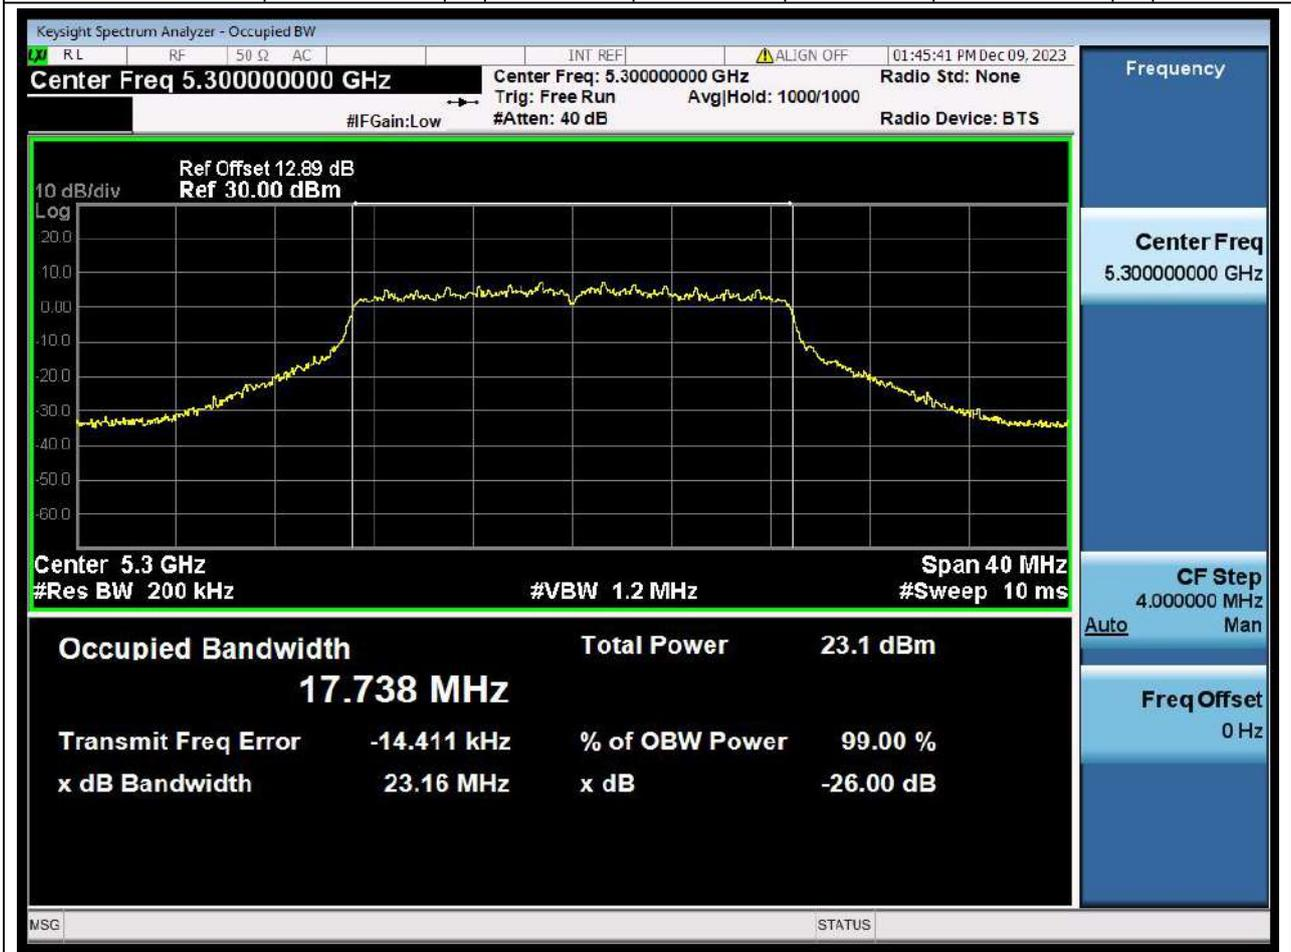 Keysight Spectrum Analyzer - Occupied BW
LXI RL RF 50 Ω AC INT REF ALIGN OFF 01:45:41 PM Dec 09, 2023
Center Freq 5.300000000 GHz
Center Freq: 5.300000000 GHz
Radio Std: None
Trig: Free Run Avg|Hold: 1000/1000
#IFGain:Low
#Atten: 40 dB
Radio Device: BTS
Frequency
Ref Offset 12.89 dB
10 dB/div Ref 30.00 dBm
Log
20.0
10.0
0.00
-10.0
-20.0
-30.0
-40.0
-50.0
-60.0
Center 5.3 GHz Span 40 MHz
#Res BW 200 kHz #VBW 1.2 MHz #Sweep 10 ms
Center Freq
5.300000000 GHz
CF Step
4.000000 MHz
Auto Man
Freq Offset
0 Hz
Occupied Bandwidth Total Power 23.1 dBm
17.738 MHz
Transmit Freq Error -14.411 kHz % of OBW Power 99.00 %
x dB Bandwidth 23.16 MHz x dB -26.00 dB
MSG STATUS